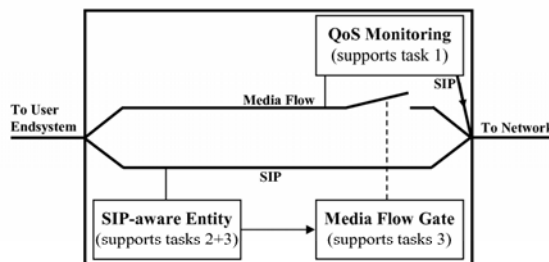 QoS Monitoring
(supports task 1)
SIP
To User
Endsystem
Media Flow
To Network
SIP
SIP-aware Entity
(supports tasks 2+3)
Media Flow Gate
(supports tasks 3)